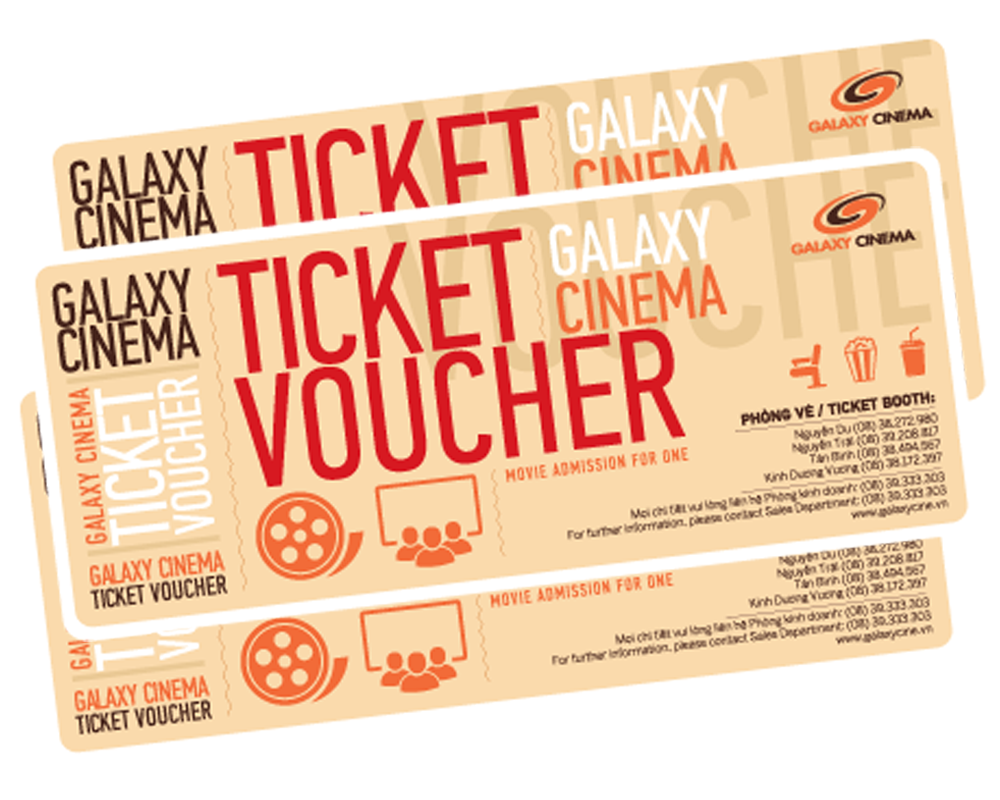 GALAXY
CINEMA
TICKET
GALAXY
CINEMA
GALAXY CINEMA
VOUCHE
GALAXY
CINEMA
GALAXY CINEMA
TICKET
VOUCHER
GALAXY CINEMA
TICKET VOUCHER
TICKET
VOUCHER
GALAXY
CINEMA
VOUCHE
GALAXY CINEMA
MOVIE ADMISSION FOR ONE
PHÒNG VÉ / TICKET BOOTH:
Nguyễn Du (08) 38.272.980
Nguyễn Trãi (08) 39.208.817
Tân Bình (08) 38.494.567
Kinh Dương Vương (08) 38.172.397
Mọi chi tiết vui lòng liên hệ Phòng kinh doanh: (08) 39.333.303
For further information, please contact Sales Department: (08) 39.333.303
www.galaxycine.vn
GALAXY CINEMA
TICKET VOUCHER
MOVIE ADMISSION FOR ONE
Nguyễn Du (08) 38.272.980
Nguyễn Trãi (08) 39.208.817
Tân Bình (08) 38.494.567
Kinh Dương Vương (08) 38.172.397
Mọi chi tiết vui lòng liên hệ Phòng kinh doanh: (08) 39.333.303
For further information, please contact Sales Department: (08) 39.333.303
www.galaxycine.vn